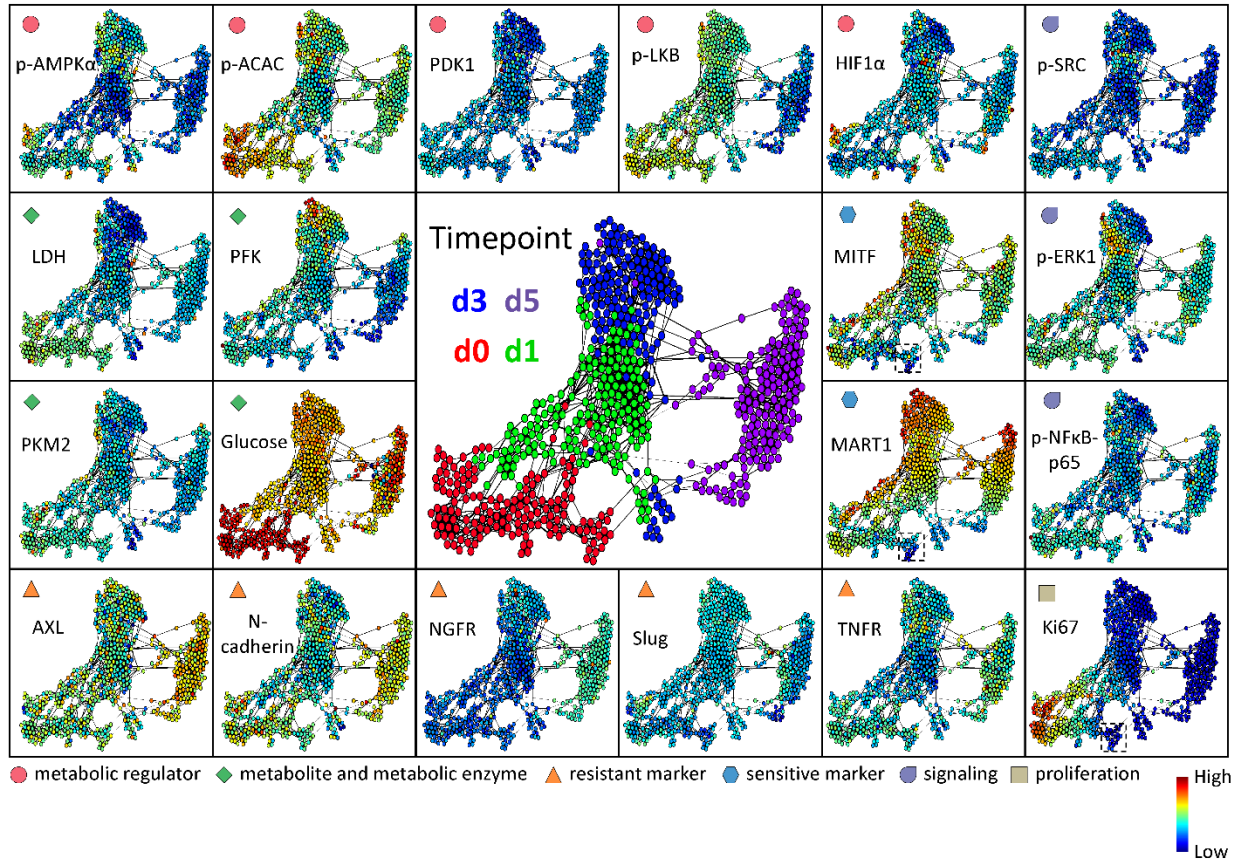 p-AMPKα
p-ACAC
PDK1
p-LKB
HIF1α
p-SRC
LDH
PFK
Timepoint
d3 d5
d0 d1
MITF
p-ERK1
PKM2
Glucose
MART1
p-NFκB-
p65
AXL
N-
cadherin
NGFR
Slug
TNFR
Ki67
metabolic regulator
metabolite and metabolic enzyme
resistant marker
sensitive marker
signaling
proliferation
High
Low